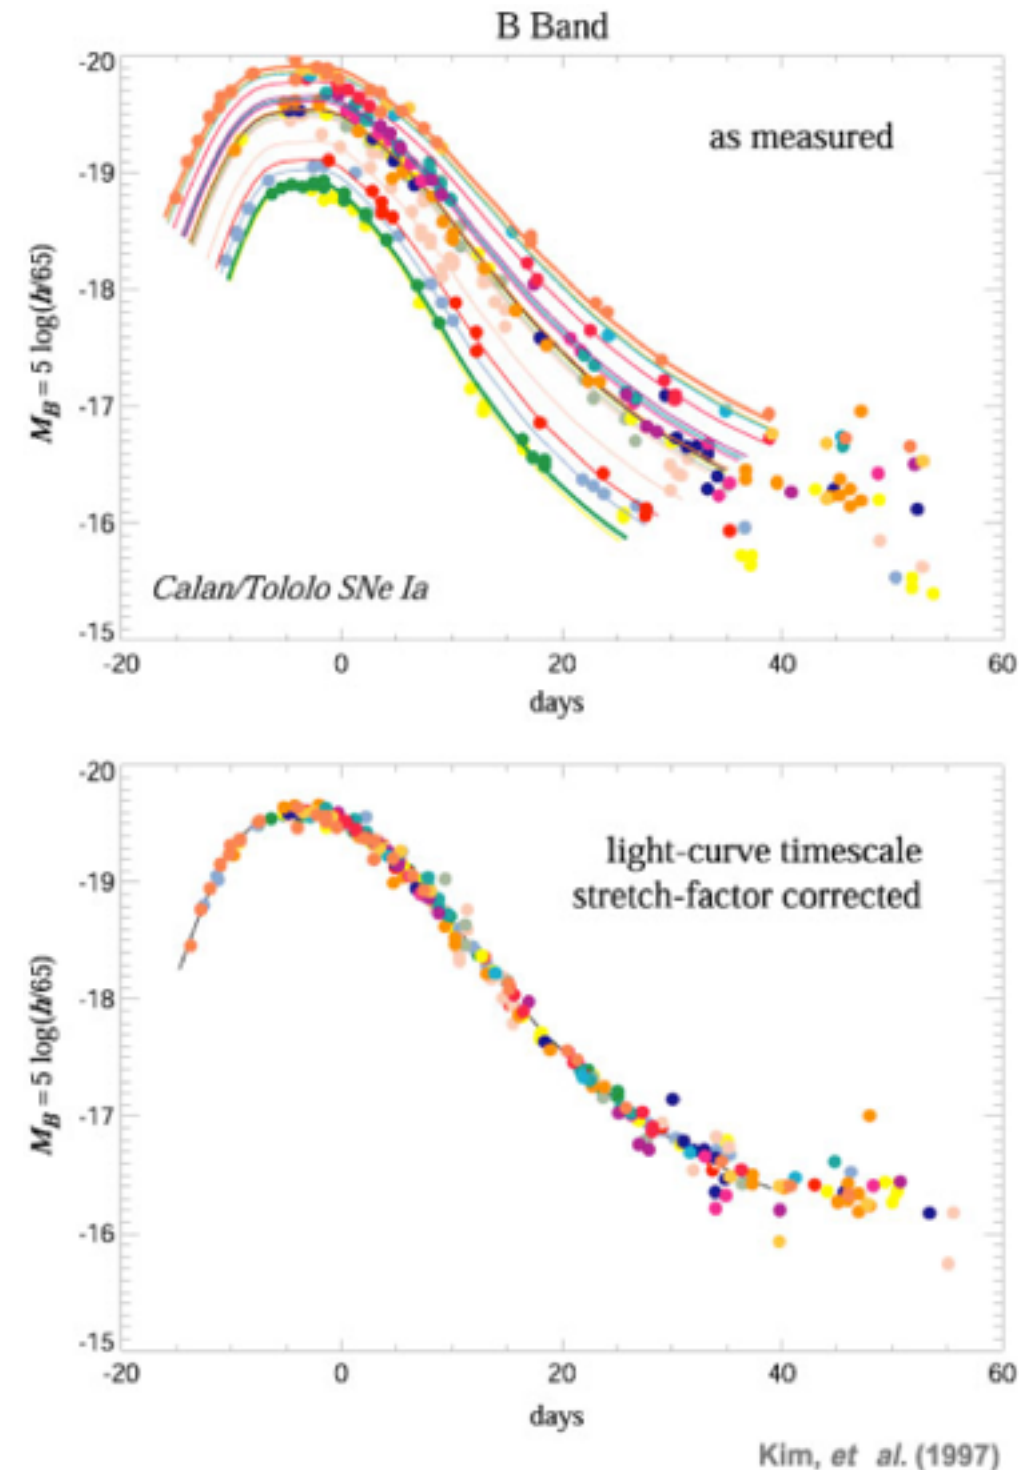 B Band
as measured
Calan/Tololo SNe Ia
M_B = 5 log(h/65)
-20
-19
-18
-17
-16
-15
-20
0
20
40
60
days
light-curve timescale
stretch-factor corrected
M_B = 5 log(h/65)
-20
-19
-18
-17
-16
-15
-20
0
20
40
60
days
Kim, et al. (1997)